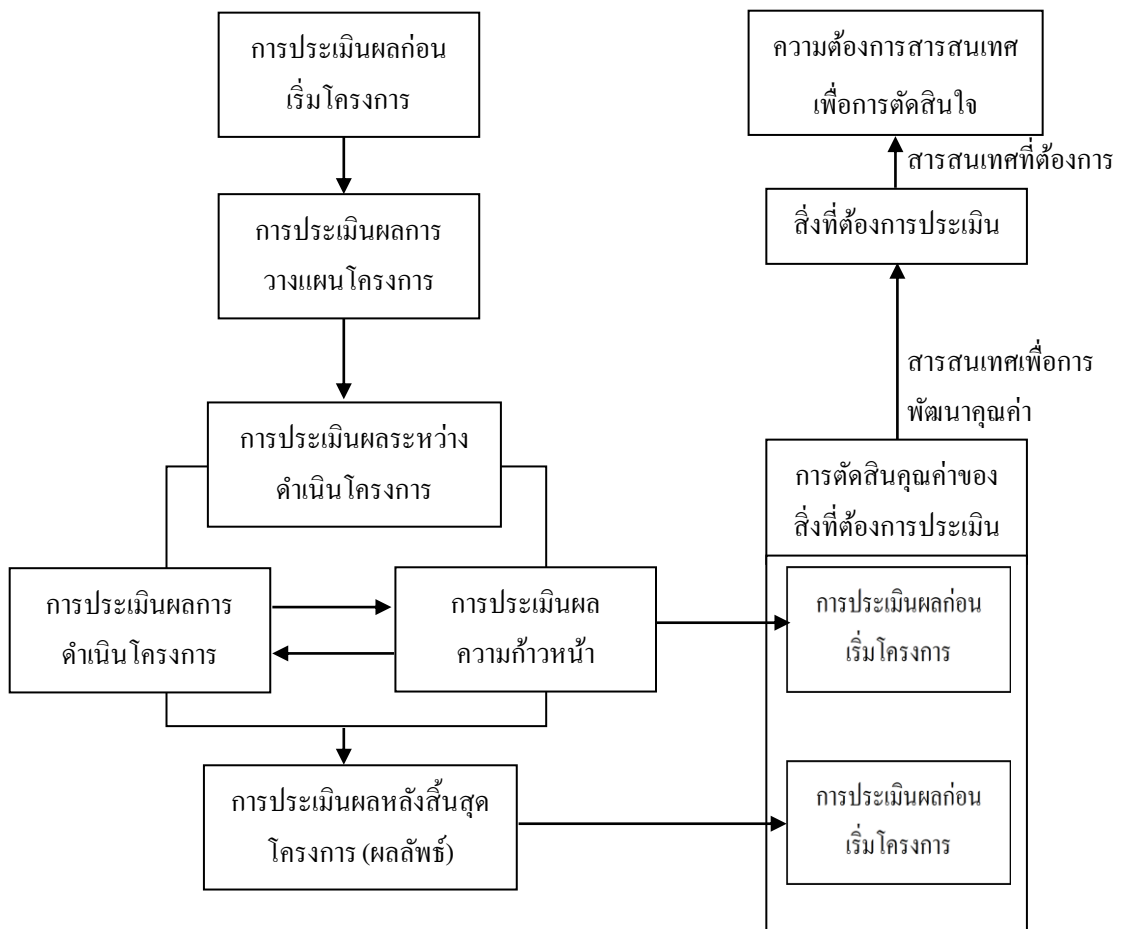 การประเมินผลก่อน
เริ่มโครงการ
การประเมินผลการ
วางแผนโครงการ
การประเมินผลระหว่าง
ดำเนินโครงการ
การประเมินผลการ
ดำเนินโครงการ
การประเมินผล
ความก้าวหน้า
การประเมินผลหลังสิ้นสุด
โครงการ (ผลลัพธ์)
ความต้องการสารสนเทศ
เพื่อการตัดสินใจ
สารสนเทศที่ต้องการ
สิ่งที่ต้องการประเมิน
สารสนเทศเพื่อการ
พัฒนาคุณค่า
การตัดสินคุณค่าของ
สิ่งที่ต้องการประเมิน
การประเมินผลก่อน
เริ่มโครงการ
การประเมินผลก่อน
เริ่มโครงการ